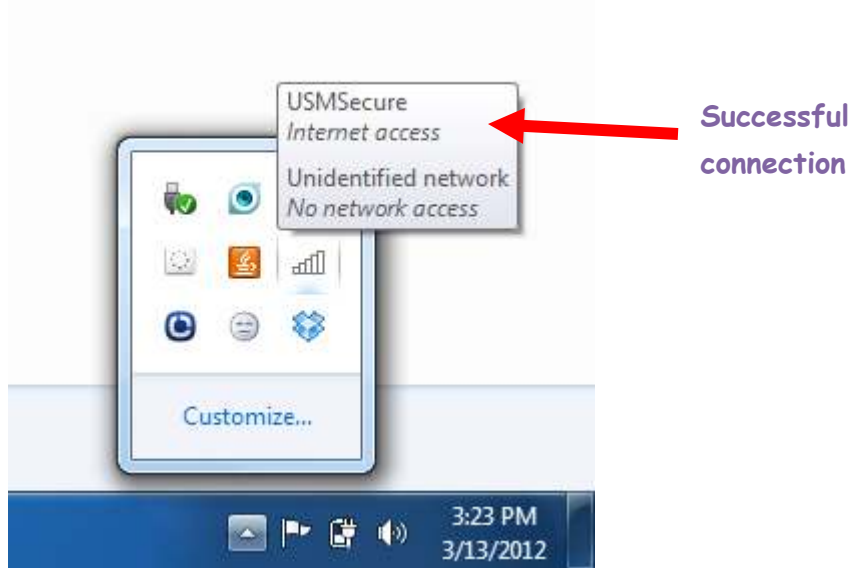 USMSecure
Internet access
Unidentified network
No network access
Successful
connection
Customize...
3:23 PM
3/13/2012